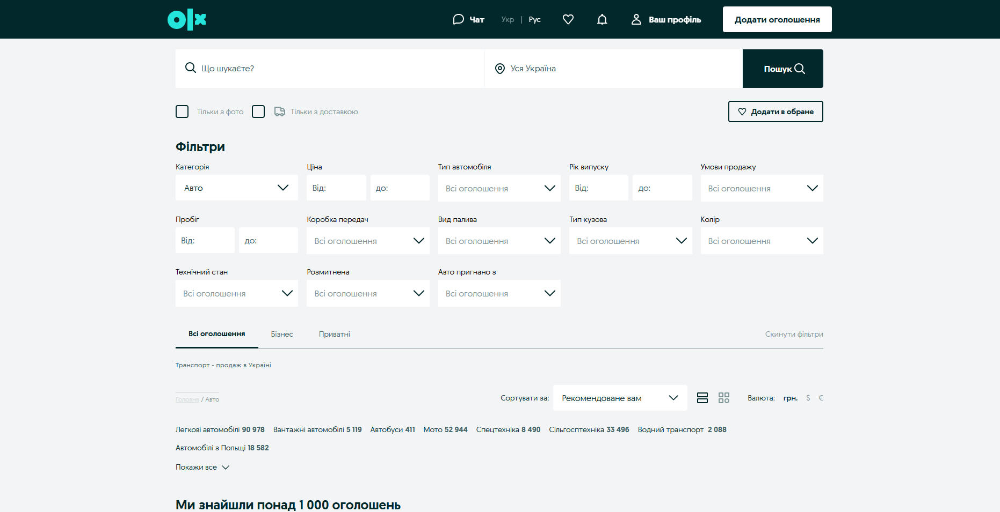 olx
Чат Укр | Рус Ваш профіль Додати оголошення
Що шукаєте? Уся Україна Пошук
Тільки з фото Тільки з доставкою Додати в обране
Фільтри
Категорія Ціна Тип автомобіля Рік випуску Умови продажу
Авто Від: до: Всі оголошення Від: до: Всі оголошення
Пробіг Коробка передач Вид палива Тип кузова Колір
Від: до: Всі оголошення Всі оголошення Всі оголошення Всі оголошення
Технічний стан Розмитнена Авто пригнано з
Всі оголошення Всі оголошення Всі оголошення
Всі оголошення Бізнес Приватні Скинути фільтри
Транспорт - продаж в Україні
Головна / Авто Сортувати за: Рекомендоване вам Валюта: грн. $ €
Легкові автомобілі 90 978 Вантажні автомобілі 5 119 Автобуси 411 Мото 52 944 Спецтехніка 8 490 Сільгосптехніка 33 496 Водний транспорт 2 088
Автомобілі з Польщі 18 582
Покажи все
Ми знайшли понад 1 000 оголошень